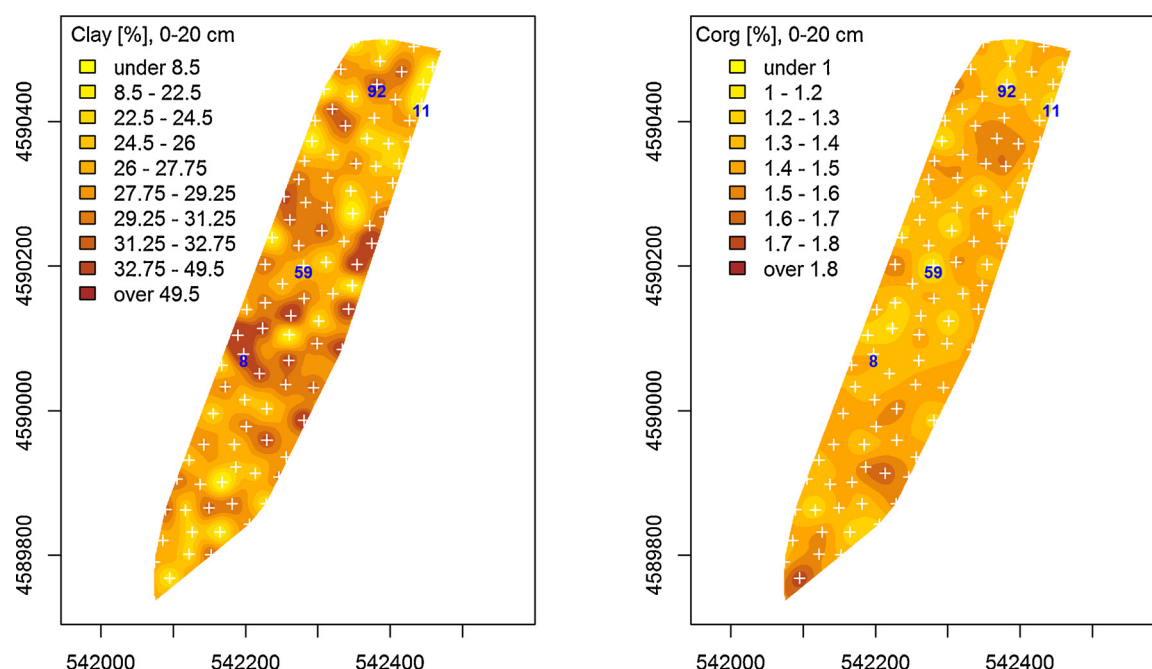 Clay [%], 0-20 cm
under 8.5
8.5 - 22.5
22.5 - 24.5
24.5 - 26
26 - 27.75
27.75 - 29.25
29.25 - 31.25
31.25 - 32.75
32.75 - 49.5
over 49.5
92
11
59
8
4590400
4590200
4590000
4589800
542000 542200 542400
Corg [%], 0-20 cm
under 1
1 - 1.2
1.2 - 1.3
1.3 - 1.4
1.4 - 1.5
1.5 - 1.6
1.6 - 1.7
1.7 - 1.8
over 1.8
92
11
59
8
4590400
4590200
4590000
4589800
542000 542200 542400